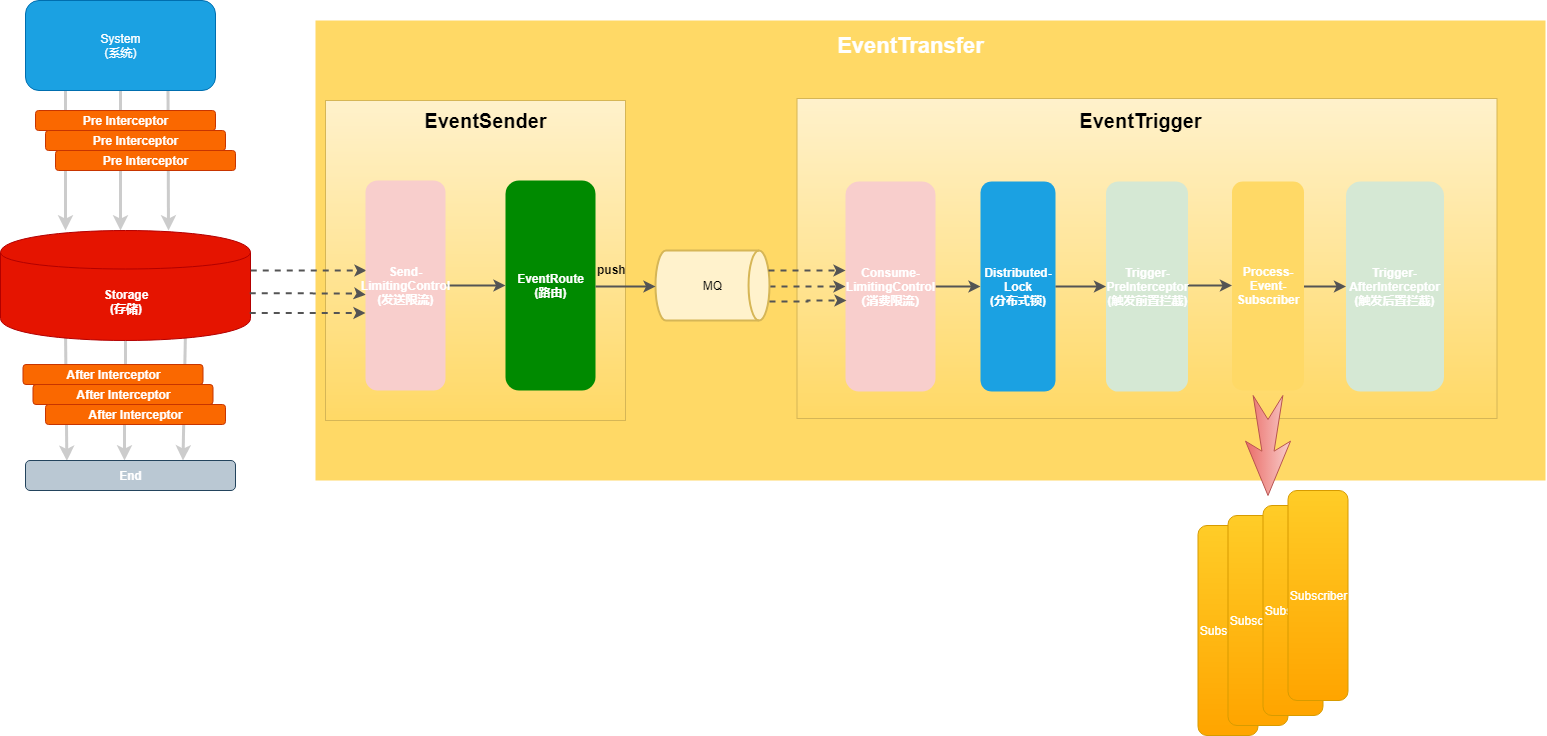 System
(系统)
Pre Interceptor
Pre Interceptor
Pre Interceptor
Storage
(存储)
After Interceptor
After Interceptor
After Interceptor
End
EventTransfer
EventSender
Send-
LimitingControl
(发送限流)
EventRoute
(路由)
push
MQ
EventTrigger
Consume-
LimitingControl
(消费限流)
Distributed-
Lock
(分布式锁)
Trigger-
PreInterceptor
(触发前置拦截)
Process-
Event-
Subscriber
Trigger-
AfterInterceptor
(触发后置拦截)
Subs
Subsc
Sub
Subscriber